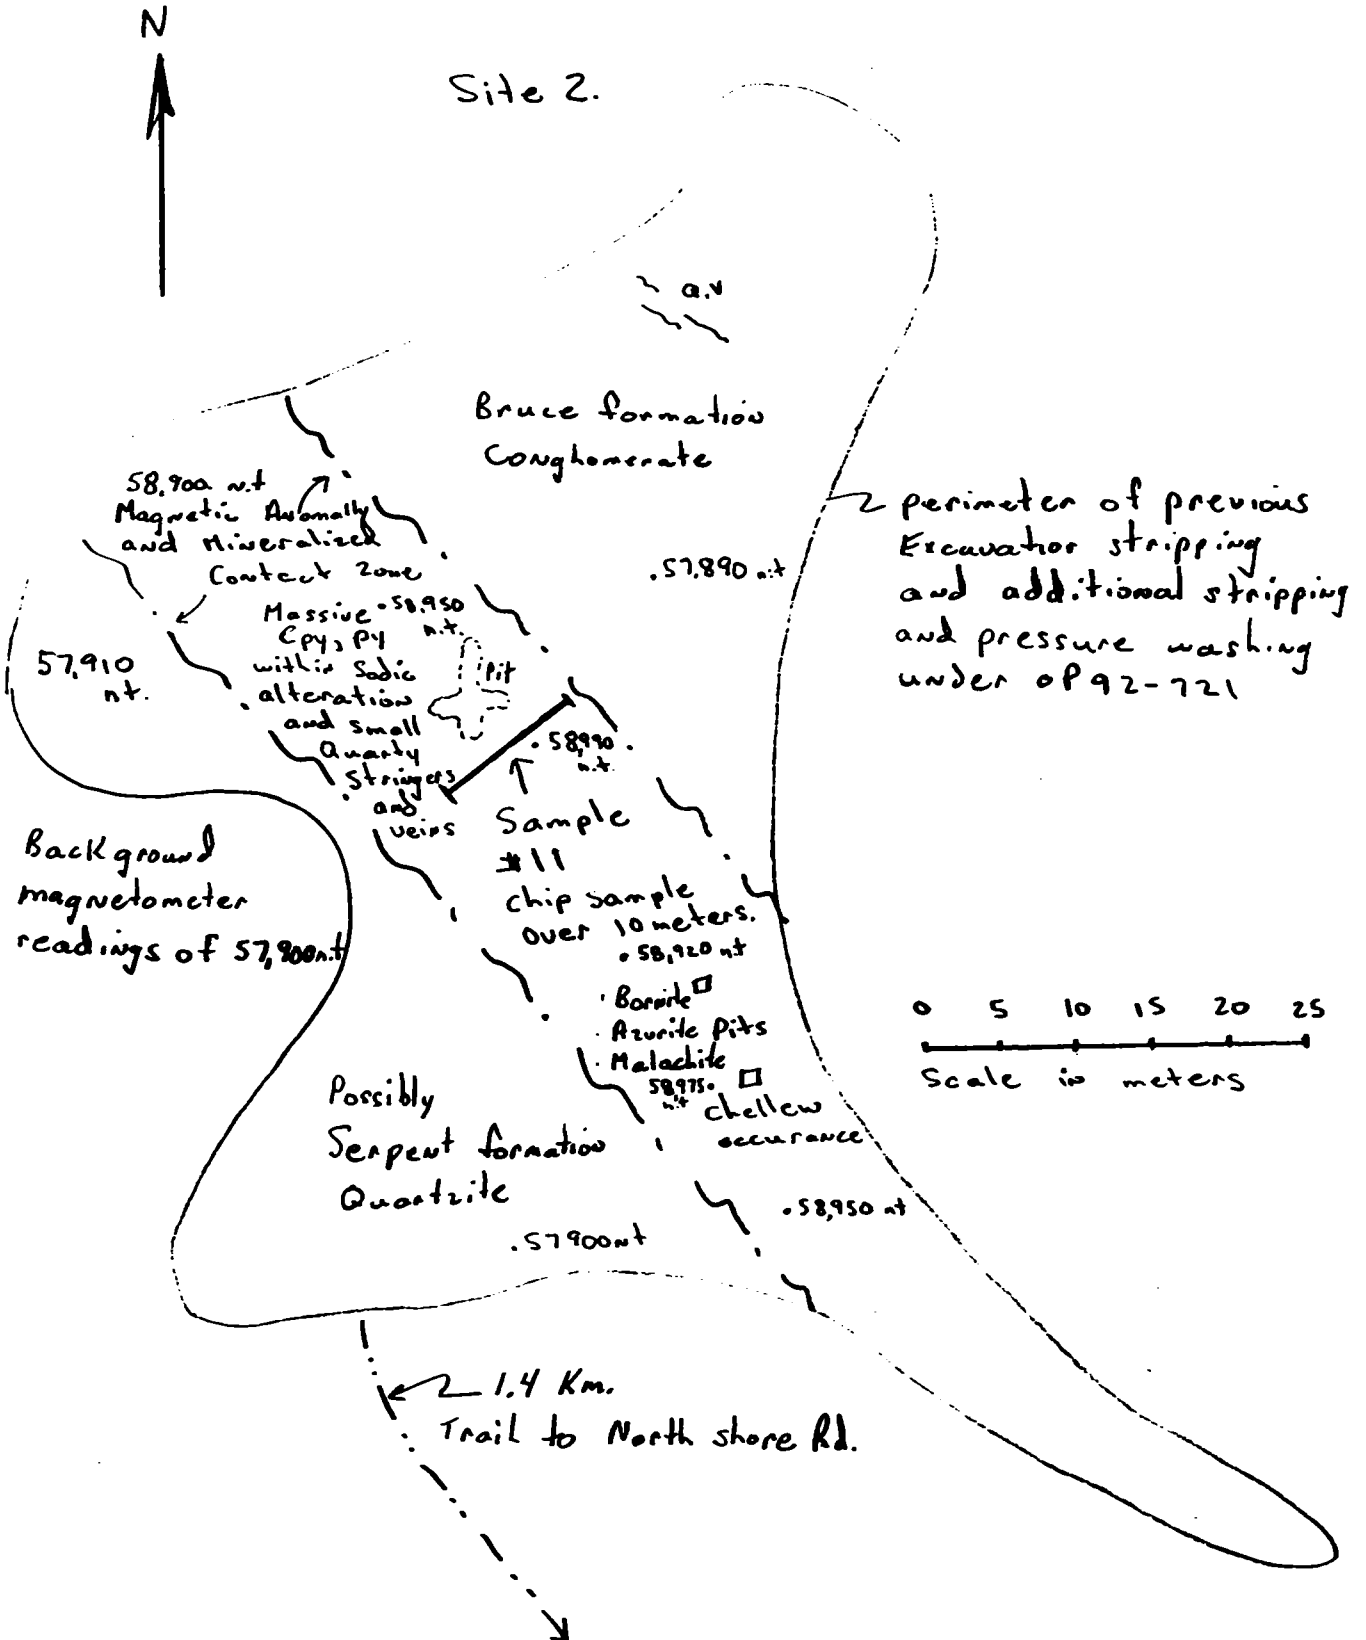 N
Site 2.
a.v
Bruce formation
Conglomerate
58,900 n.t
Magnetic Anomally
and Mineralized
Contact Zone
Massive
Cpy, py
within Sodic
alteration
and small
Quarty
Stringers
and
veins
.58,950
n.t.
Pit
.57,890 n.t
57,910
nt.
perimeter of previous
Excavation stripping
and additional stripping
and pressure washing
under OP92-721
.58,990
n.t.
Sample
#11
chip sample
over 10 meters.
.58,920 nt
Background
magnetometer
readings of 57,900n.t
. Bornite
. Azurite Pits
. Malachite
58,975.
n.t
chellew
occurance
0 5 10 15 20 25
Scale in meters
Possibly
Serpent formation
Quartzite
.58,950 nt
.57900nt
1.4 Km.
Trail to North shore Rd.